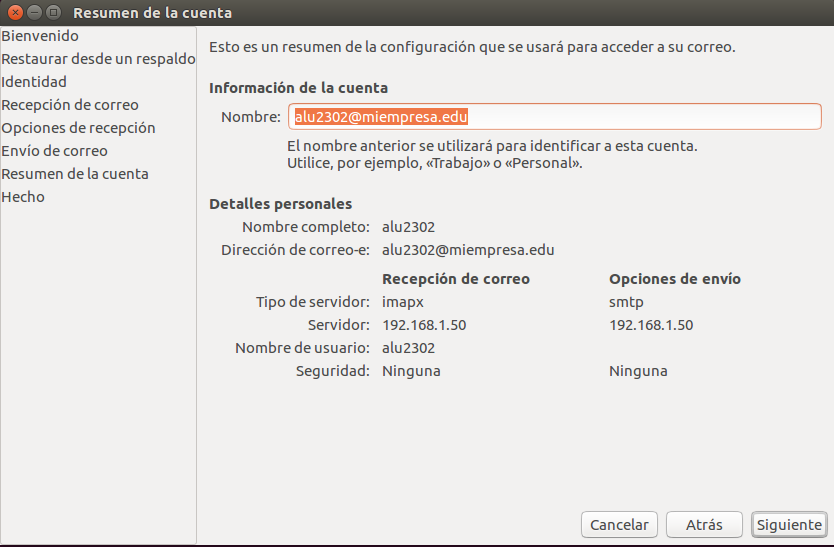 Resumen de la cuenta
Bienvenido
Restaurar desde un respaldo
Identidad
Recepción de correo
Opciones de recepción
Envío de correo
Resumen de la cuenta
Hecho
Esto es un resumen de la configuración que se usará para acceder a su correo.
Información de la cuenta
Nombre: alu2302@miempresa.edu
El nombre anterior se utilizará para identificar a esta cuenta.
Utilice, por ejemplo, «Trabajo» o «Personal».
Detalles personales
Nombre completo: alu2302
Dirección de correo-e: alu2302@miempresa.edu
Recepción de correo Opciones de envío
Tipo de servidor: imapx smtp
Servidor: 192.168.1.50 192.168.1.50
Nombre de usuario: alu2302
Seguridad: Ninguna Ninguna
Cancelar Atrás Siguiente